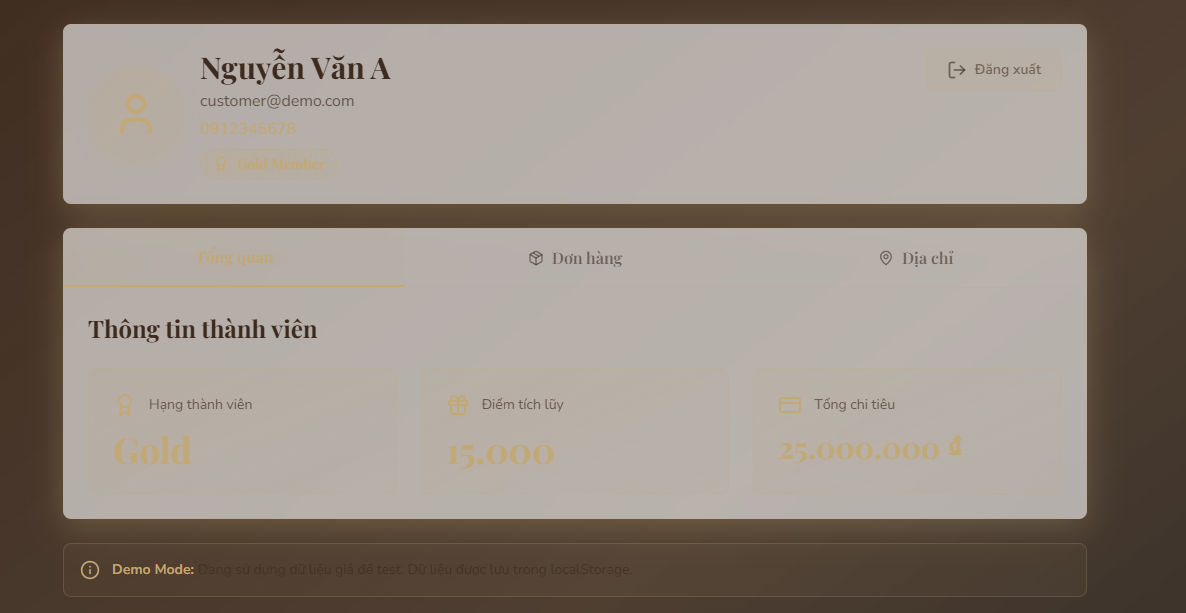 Nguyễn Văn A
Đăng xuất
customer@demo.com
0912345678
Gold Member
Tổng quan
Đơn hàng
Địa chỉ
Thông tin thành viên
Hạng thành viên
Điểm tích lũy
Tổng chi tiêu
Gold
15.000
25.000.000 ₫
Demo Mode: Đang sử dụng dữ liệu giả để test. Dữ liệu được lưu trong localStorage.